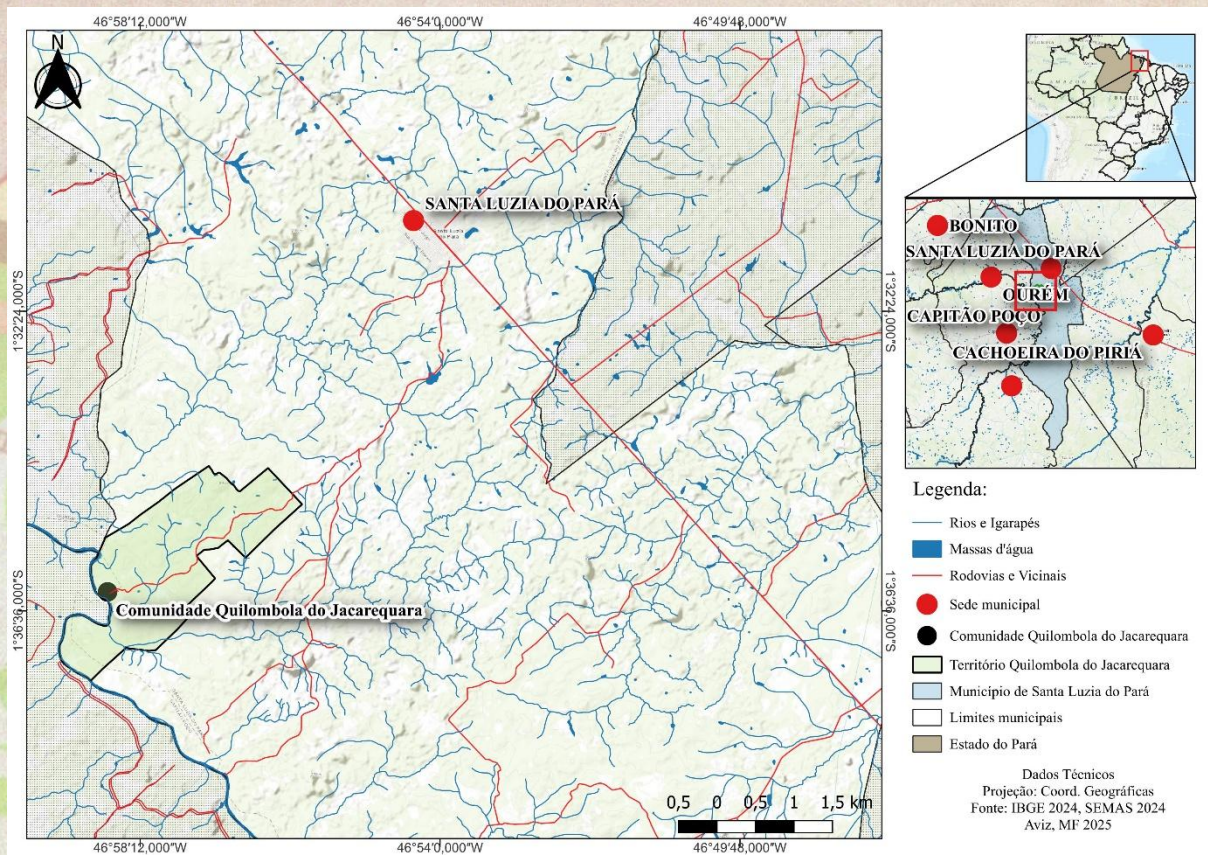 46°58'12,000"W
46°54'0,000"W
46°49'48,000"W
N
SANTA LUZIA DO PARÁ
1°32'24,000"S
1°32'24,000"S
1°36'36,000"S
1°36'36,000"S
Comunidade Quilombola do Jacarequara
0,5 0 0,5 1 1,5 km
46°58'12,000"W
46°54'0,000"W
46°49'48,000"W
BONITO
SANTA LUZIA DO PARÁ
OURÉM
CAPITÃO POÇO
CACHOEIRA DO PIRIÁ
Legenda:
Rios e Igarapés
Massas d'água
Rodovias e Vicinais
Sede municipal
Comunidade Quilombola do Jacarequara
Território Quilombola do Jacarequara
Município de Santa Luzia do Pará
Limites municipais
Estado do Pará
Dados Técnicos
Projeção: Coord. Geográficas
Fonte: IBGE 2024, SEMAS 2024
Aviz, MF 2025